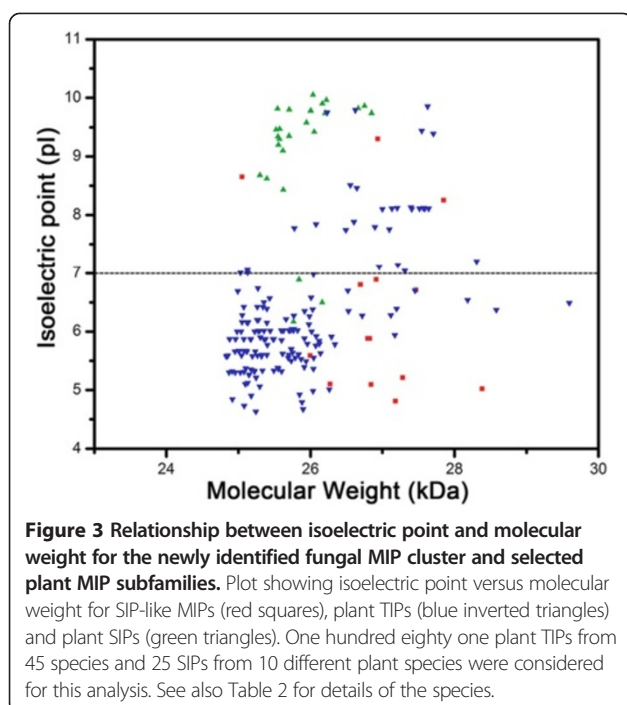 11
10
9
8
7
6
5
4
Isoelectric point (pI)
24
26
28
30
Molecular Weight (kDa)
Figure 3 Relationship between isoelectric point and molecular
weight for the newly identified fungal MIP cluster and selected
plant MIP subfamilies. Plot showing isoelectric point versus molecular
weight for SIP-like MIPs (red squares), plant TIPs (blue inverted triangles)
and plant SIPs (green triangles). One hundred eighty one plant TIPs from
45 species and 25 SIPs from 10 different plant species were considered
for this analysis. See also Table 2 for details of the species.